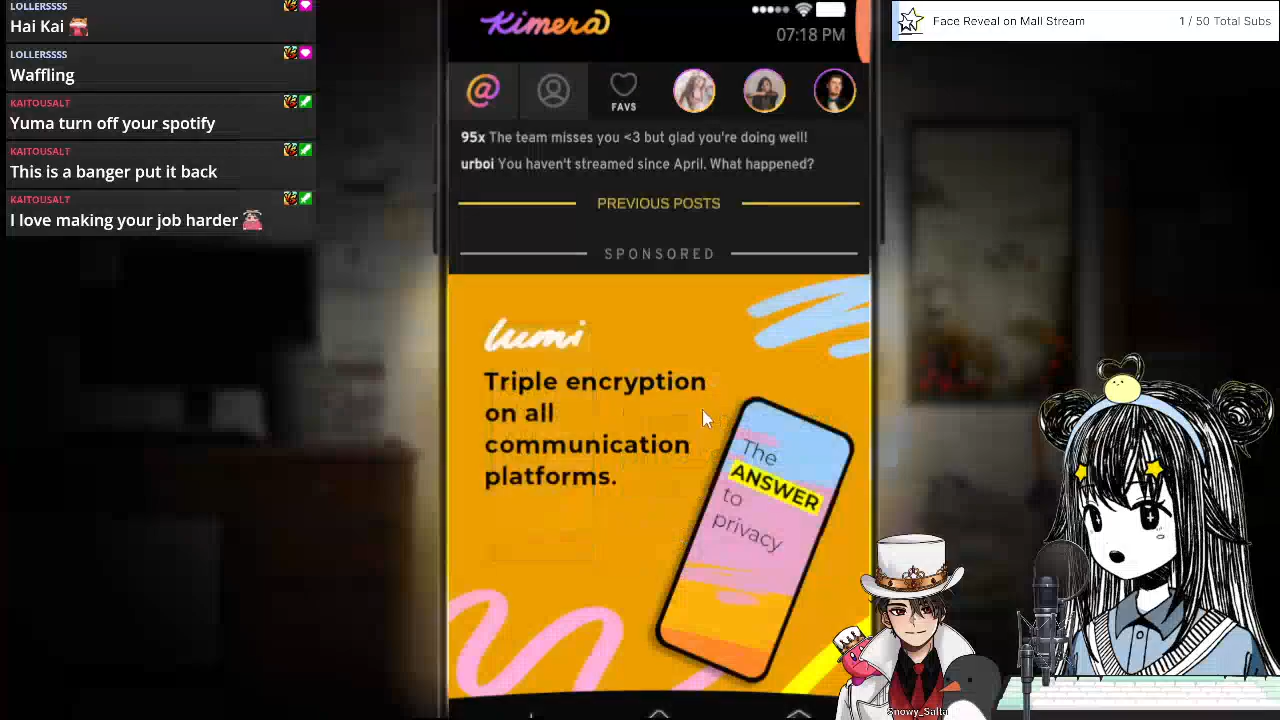 LOLLERSSSS
Hai Kai
LOLLERSSSS
Waffling
KAITOUSALT
Yuma turn off your spotify
KAITOUSALT
This is a banger put it back
KAITOUSALT
I love making your job harder
Kimera
07:18 PM
@
FAVS
95x The team misses you <3 but glad you're doing well!
urboi You haven't streamed since April. What happened?
PREVIOUS POSTS
SPONSORED
lumi
Triple encryption
on all
communication
platforms.
The
ANSWER
to
privacy
Face Reveal on Mall Stream
1 / 50 Total Subs